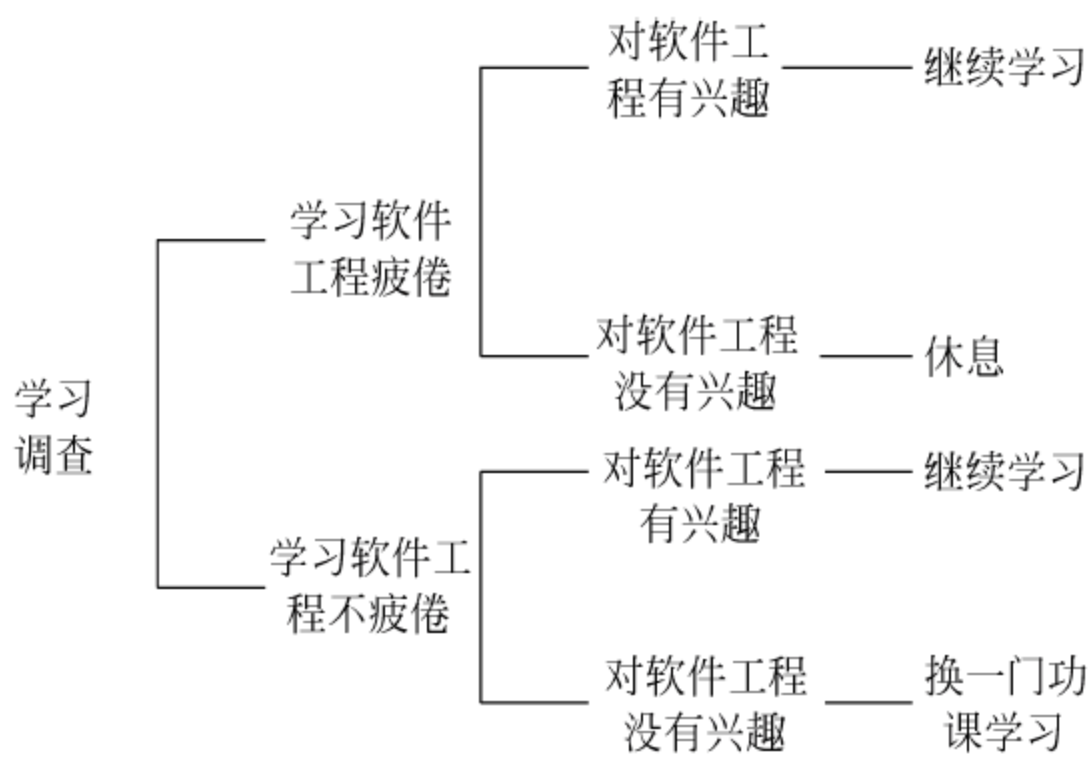 学习
调查
学习软件
工程疲倦
对软件工
程有兴趣
继续学习
对软件工程
没有兴趣
休息
学习软件工
程不疲倦
对软件工程
有兴趣
继续学习
对软件工程
没有兴趣
换一门功
课学习